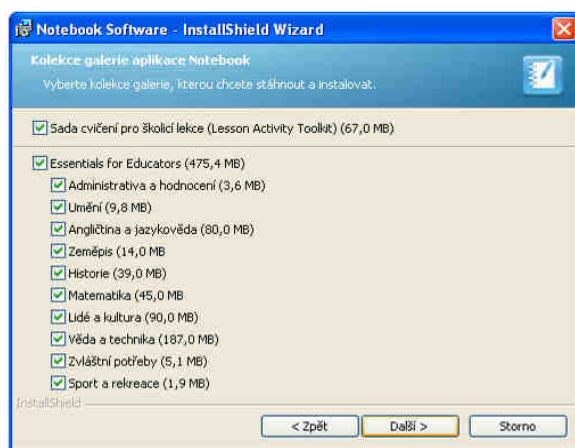 Notebook Software - InstallShield Wizard
Kolekce galerie aplikace Notebook
Vyberte kolekce galerie, kterou chcete stáhnout a instalovat.
Sada cvičení pro školicí lekce (Lesson Activity Toolkit) (67,0 MB)
Essentials for Educators (475,4 MB)
Administrativa a hodnocení (3,6 MB)
Umění (9,8 MB)
Angličtina a jazykověda (80,0 MB)
Zeměpis (14,0 MB
Historie (39,0 MB)
Matematika (45,0 MB
Lidé a kultura (90,0 MB)
Věda a technika (187,0 MB)
Zvláštní potřeby (5,1 MB)
Sport a rekreace (1,9 MB)
InstallShield
< Zpět Další > Storno